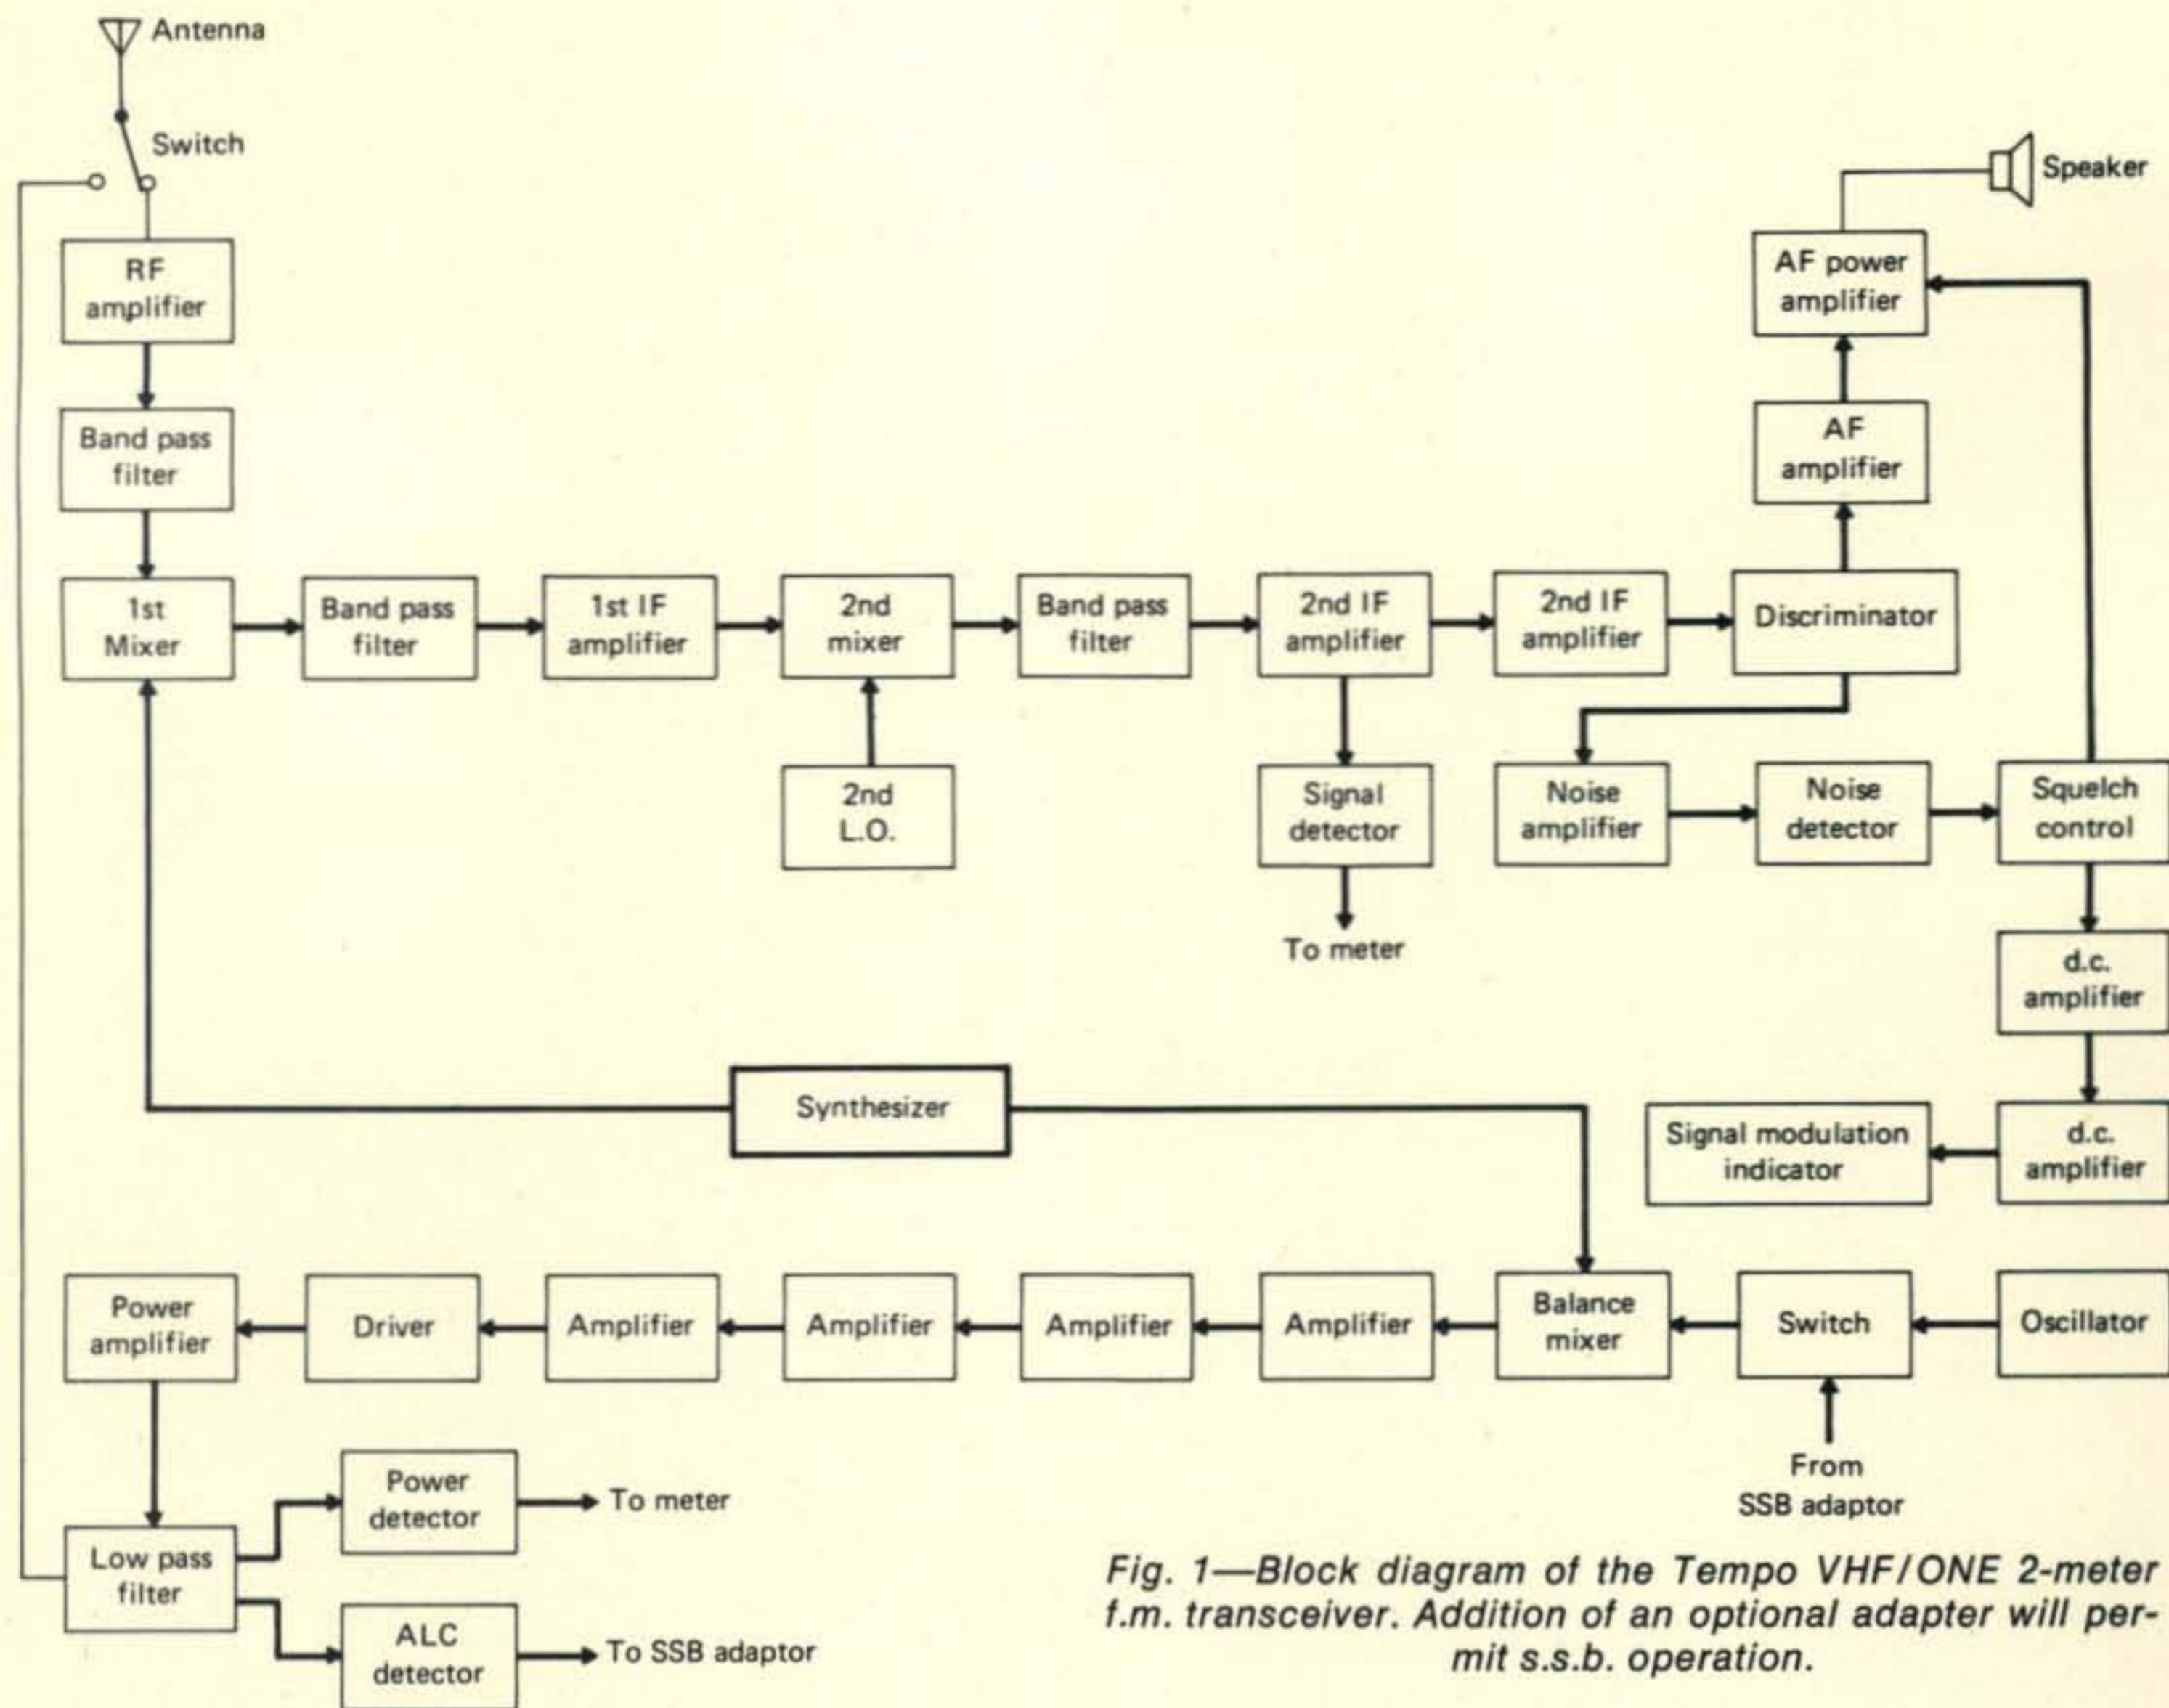 Antenna
Switch
Speaker
RF
amplifier
AF power
amplifier
Band pass
filter
AF
amplifier
1st
Mixer
Band pass
filter
1st IF
amplifier
2nd
mixer
Band pass
filter
2nd IF
amplifier
2nd IF
amplifier
Discriminator
2nd
L.O.
Signal
detector
Noise
amplifier
Noise
detector
Squelch
control
To meter
d.c.
amplifier
Synthesizer
Signal modulation
indicator
d.c.
amplifier
Power
amplifier
Driver
Amplifier
Amplifier
Amplifier
Amplifier
Balance
mixer
Switch
Oscillator
From
SSB adaptor
Power
detector
To meter
Low pass
filter
ALC
detector
To SSB adaptor
Fig. 1—Block diagram of the Tempo VHF/ONE 2-meter
f.m. transceiver. Addition of an optional adapter will per-
mit s.s.b. operation.